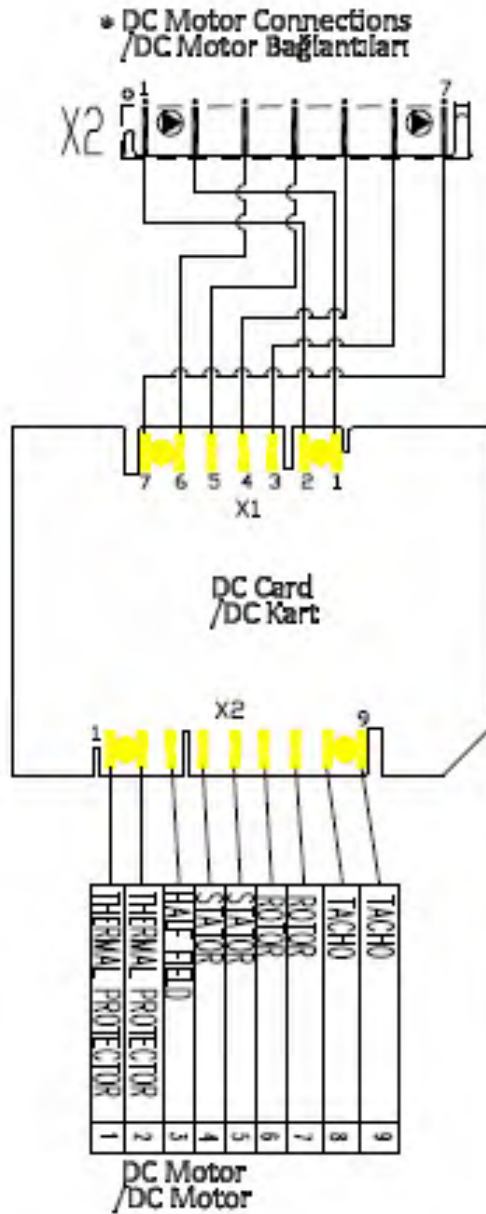 * DC Motor Connections
/DC Motor Bağlantıları
1 7
X2
7 6 5 4 3 2 1
X1
DC Card
/DC Kart
X2
1 9
THERMAL PROTECTOR
THERMAL PROTECTOR
HALF FIELD
STATOR
STATOR
ROTOR
ROTOR
TACHO
TACHO
1 2 3 4 5 6 7 8 9
DC Motor
/DC Motor